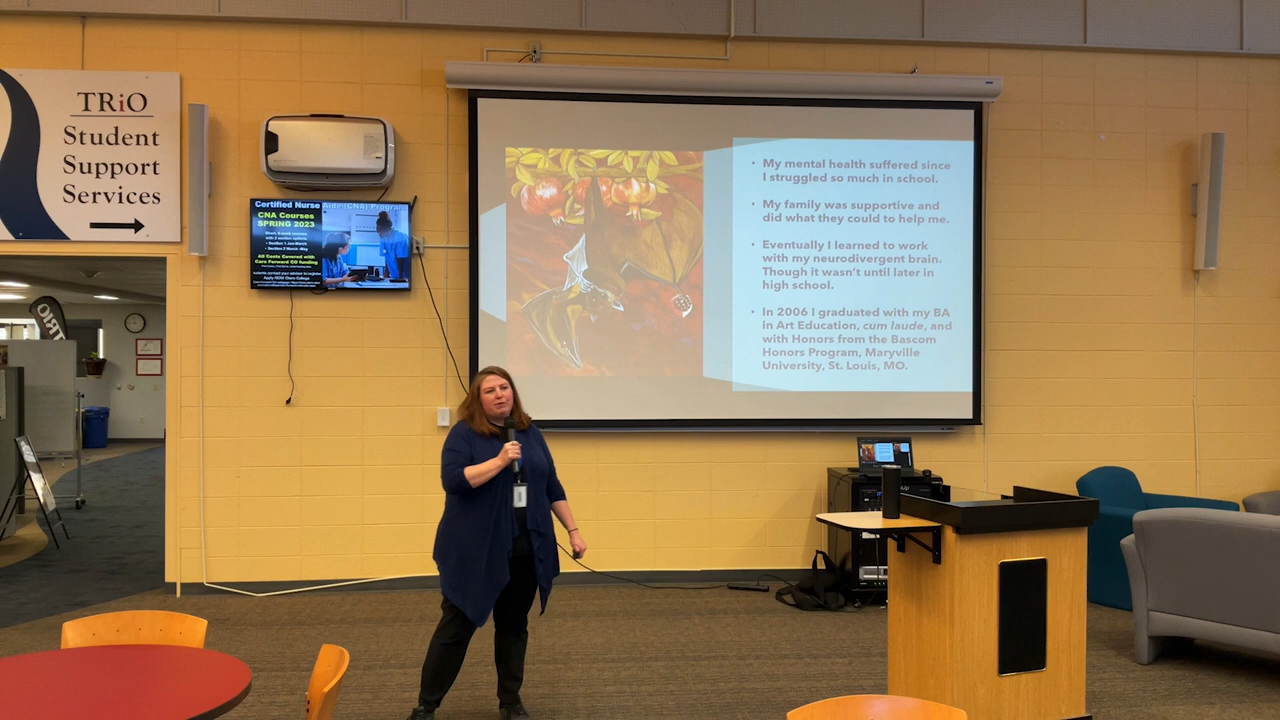 TRiO
Student
Support
Services
Certified Nurse Aide (CNA) Program
CNA Courses
SPRING 2023
All Costs Covered with
Care Forward CO funding
TRIO
• My mental health suffered since
I struggled so much in school.
• My family was supportive and
did what they could to help me.
• Eventually I learned to work
with my neurodivergent brain.
Though it wasn't until later in
high school.
• In 2006 I graduated with my BA
in Art Education, cum laude, and
with Honors from the Bascom
Honors Program, Maryville
University, St. Louis, MO.